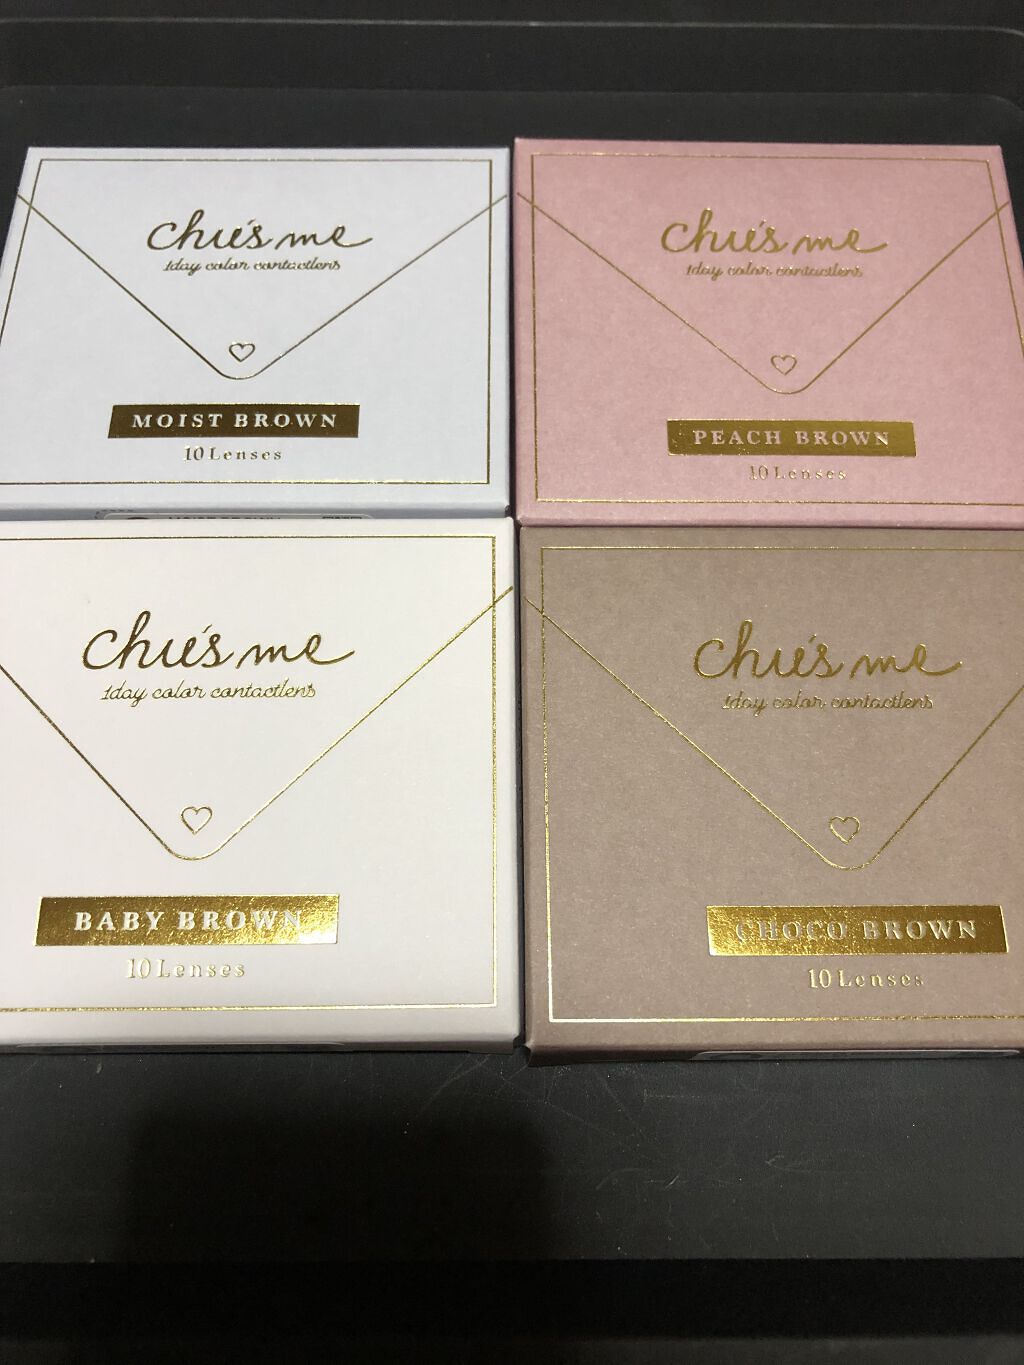 chu's me
1day color contactlens
MOIST BROWN
10 Lenses
chu's me
1day color contactlens
PEACH BROWN
10 Lenses
chu's me
1day color contactlens
BABY BROWN
10 Lenses
chu's me
1day color contactlens
CHOCO BROWN
10 Lenses